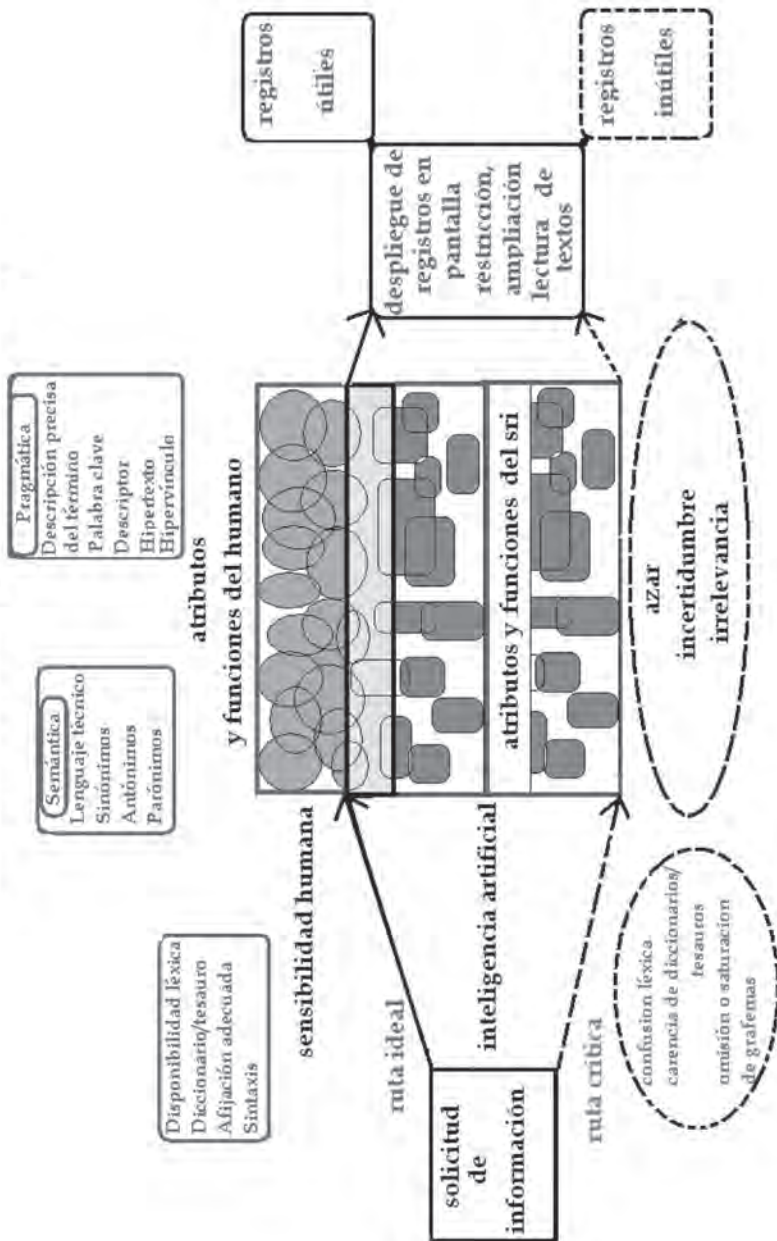 Disponibilidad léxica
Diccionario/tesauro
Afijación adecuada
Sintaxis
Semántica
Lenguaje técnico
Sinónimos
Antónimos
Parónimos
Pragmática
Descripción precisa
del término
Palabra clave
Descriptor
Hipertexto
Hipervínculo
atributos
y funciones del humano
sensibilidad humana
ruta ideal
inteligencia artificial
solicitud
de
información
ruta crítica
atributos y funciones del sri
confusion léxica
carencia de diccionarios/
tesauros
omisión o saturacion
de grafemas
azar
incertidumbre
irrelevancia
despliegue de
registros en
pantalla
restricción,
ampliación
lectura de
textos
registros
útiles
registros
inútiles